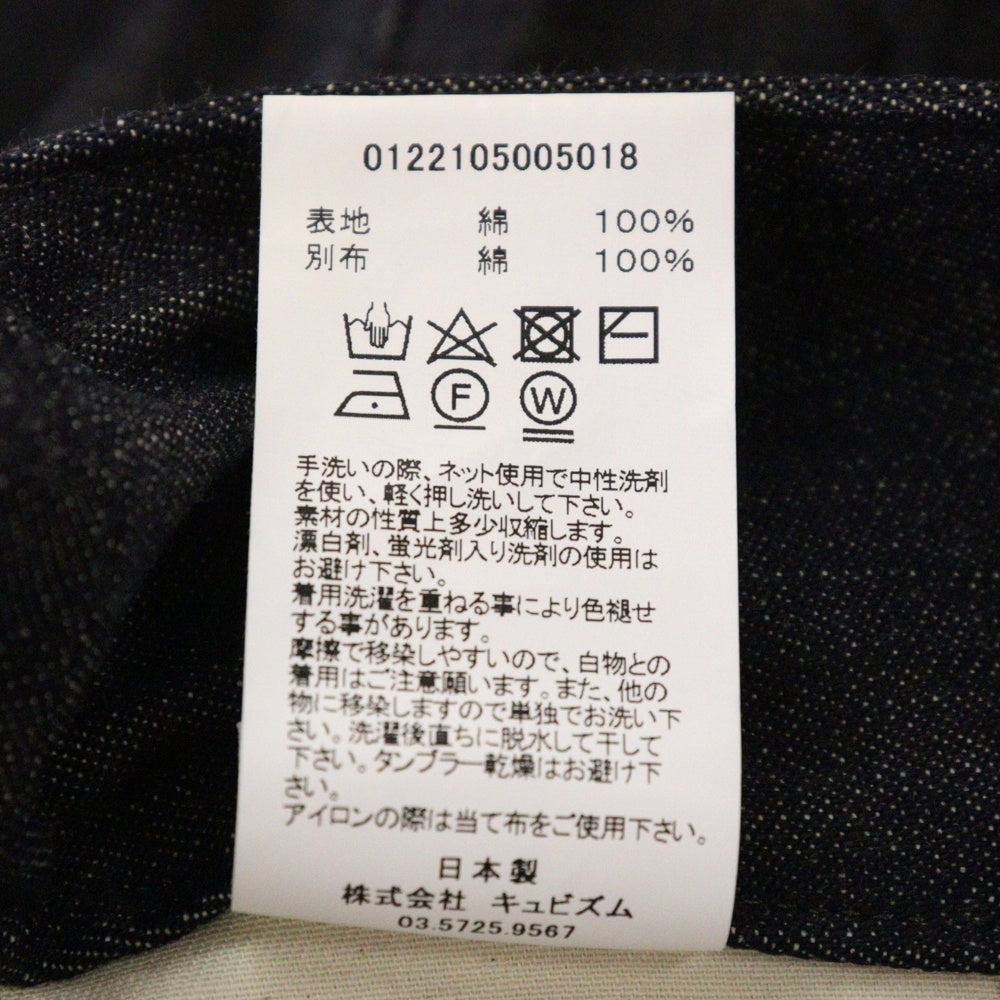 0122105005018
表地 綿 100%
別布 綿 100%
F W
手洗いの際、ネット使用で中性洗剤
を使い、軽く押し洗いして下さい。
素材の性質上多少収縮します。
漂白剤、蛍光剤入り洗剤の使用は
お避け下さい。
着用洗濯を重ねる事により色褪せ
する事があります。
摩擦で移染しやすいので、白物との
着用はご注意願います。また、他の
物に移染しますので単独でお洗い下
さい。洗濯後直ちに脱水して干して
下さい。タンブラー乾燥はお避け下
さい。
アイロンの際は当て布をご使用下さい。
日本製
株式会社 キュビズム
03.5725.9567